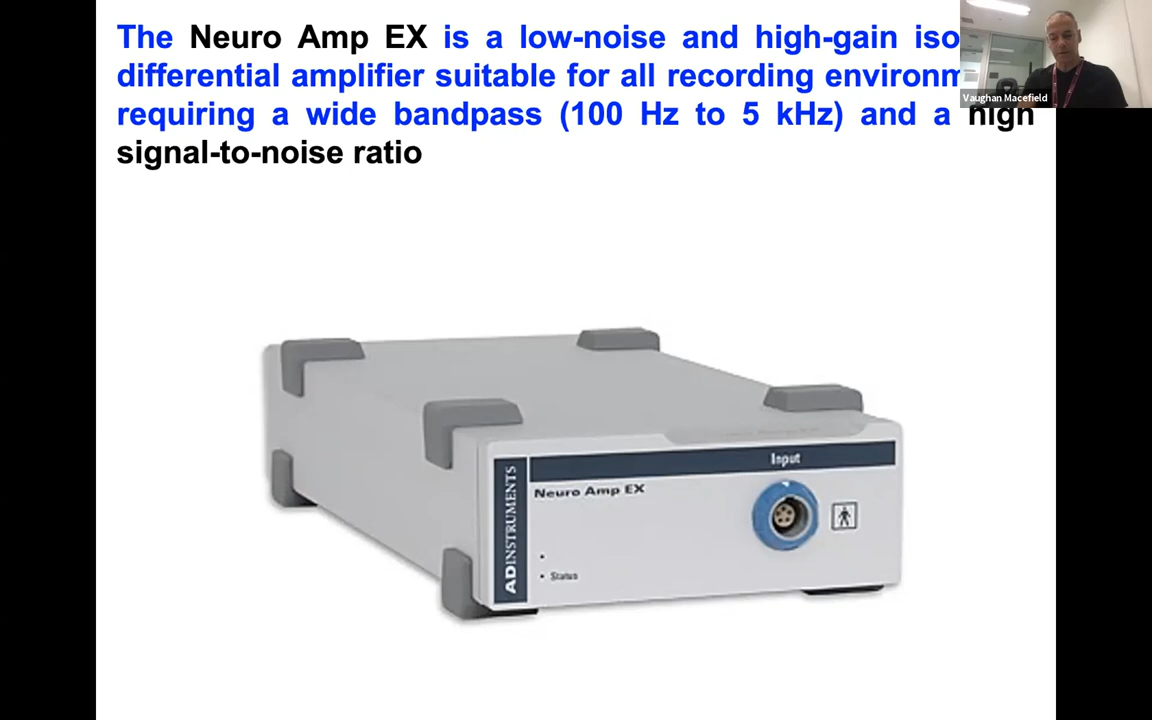 The Neuro Amp EX is a low-noise and high-gain
differential amplifier suitable for all recording
requiring a wide bandpass (100 Hz to 5 kHz) and a high
signal-to-noise ratio
Vaughan Macefield
Input
Neuro Amp EX
ADINSTRUMENTS
Status